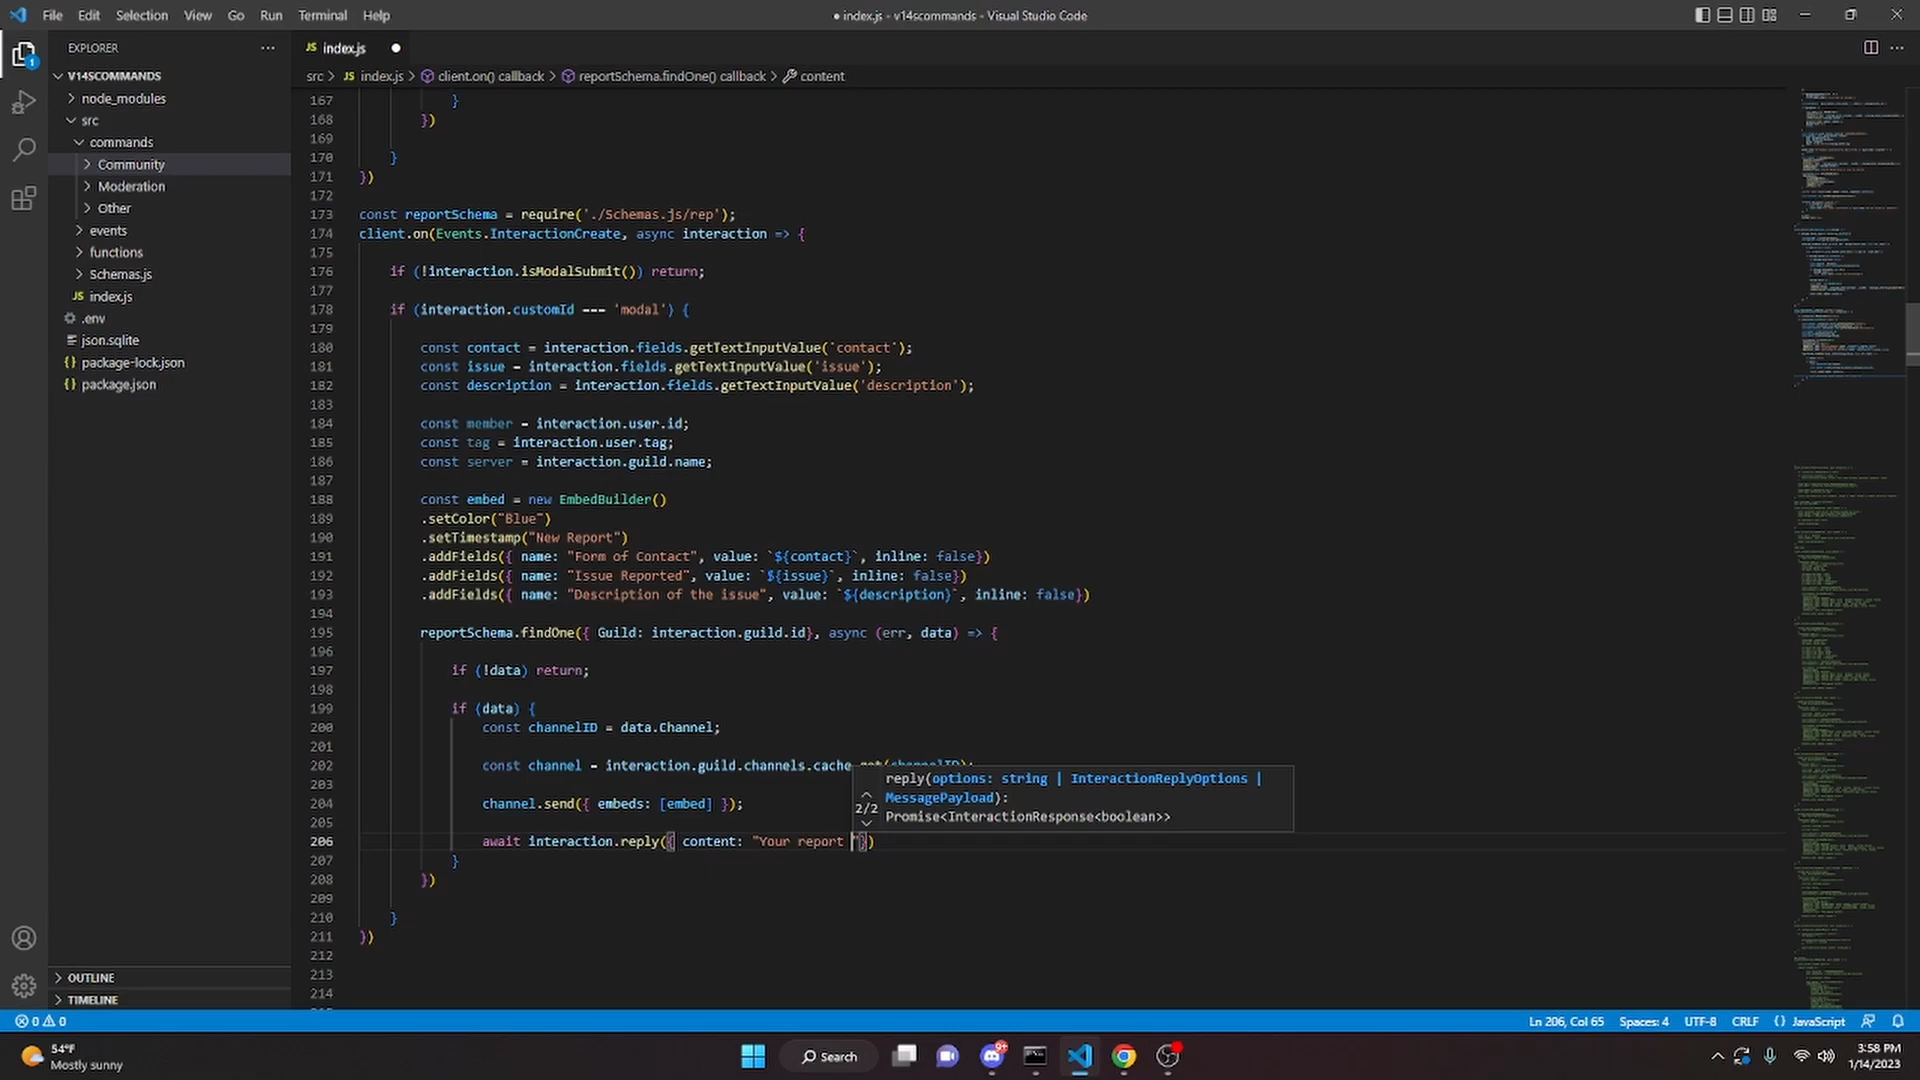 File Edit Selection View Go Run Terminal Help
● index.js - v14scommands - Visual Studio Code
EXPLORER
JS index.js
src > JS index.js > client.on() callback > reportSchema.findOne() callback > content
1
V14SCOMMANDS
node_modules
src
commands
Community
Moderation
Other
events
functions
Schemas.js
JS index.js
.env
json.sqlite
{} package-lock.json
{} package.json
OUTLINE
TIMELINE
167 }
168 })
169
170 }
171 })
172
173 const reportSchema = require('./Schemas.js/rep');
174 client.on(Events.InteractionCreate, async interaction => {
175
176 if (!interaction.isModalSubmit()) return;
177
178 if (interaction.customId === 'modal') {
179
180 const contact = interaction.fields.getTextInputValue('contact');
181 const issue = interaction.fields.getTextInputValue('issue');
182 const description = interaction.fields.getTextInputValue('description');
183
184 const member = interaction.user.id;
185 const tag = interaction.user.tag;
186 const server = interaction.guild.name;
187
188 const embed = new EmbedBuilder()
189 .setColor("Blue")
190 .setTimestamp("New Report")
191 .addFields({ name: "Form of Contact", value: `${contact}`, inline: false})
192 .addFields({ name: "Issue Reported", value: `${issue}`, inline: false})
193 .addFields({ name: "Description of the issue", value: `${description}`, inline: false})
194
195 reportSchema.findOne({ Guild: interaction.guild.id}, async (err, data) => {
196
197 if (!data) return;
198
199 if (data) {
200 const channelID = data.Channel;
201
202 const channel = interaction.guild.channels.cache.get(channelID);
203
204 channel.send({ embeds: [embed] });
205
206 await interaction.reply({ content: "Your report "})
207 }
208 })
209
210 }
211 })
212
213
214
reply(options: string | InteractionReplyOptions |
2/2 MessagePayload):
Promise<InteractionResponse<boolean>>
0 0
Ln 206, Col 65 Spaces: 4 UTF-8 CRLF {} JavaScript
54°F
Mostly sunny
Search
9+
3:58 PM
1/14/2023